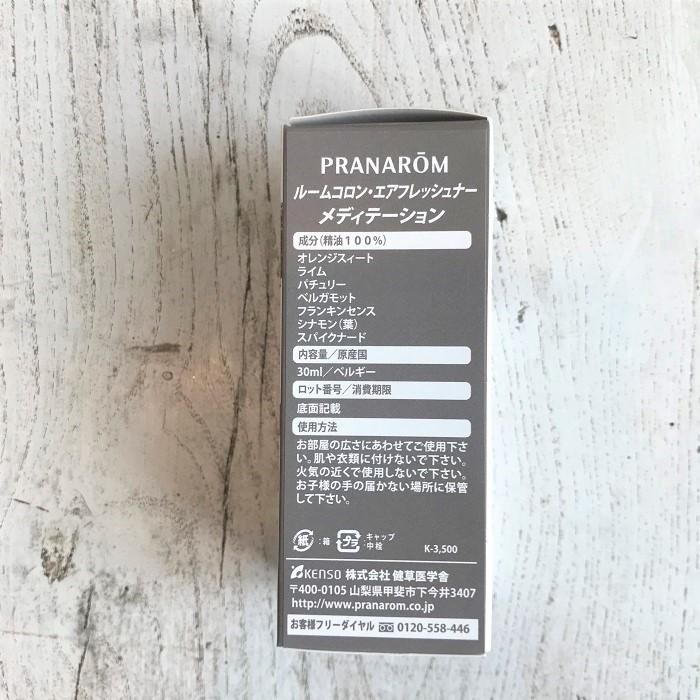 PRANARŌM
ルームコロン・エアフレッシュナー
メディテーション
成分(精油１００％)
オレンジスィート
ライム
パチュリー
ベルガモット
フランキンセンス
シナモン(葉)
スパイクナード
内容量／原産国
30ml／ベルギー
ロット番号／消費期限
底面記載
使用方法
お部屋の広さにあわせてご使用下さ
い。肌や衣類に付けないで下さい。
火気の近くで使用しないで下さい。
お子様の手の届かない場所に保管
して下さい。
紙 :箱 プラ :キャップ
・中栓
K-3,500
KENSO 株式会社 健草医学舎
〒400-0105 山梨県甲斐市下今井3407
http://www.pranarom.co.jp
お客様フリーダイヤル 0120-558-446